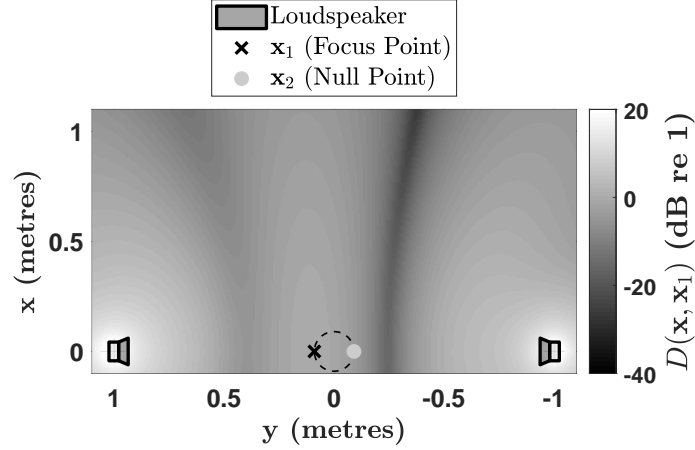 Loudspeaker
x₁ (Focus Point)
x₂ (Null Point)
1
0.5
0
x (metres)
1 0.5 0 -0.5 -1
y (metres)
20
0
-20
-40
D(x, x₁) (dB re 1)